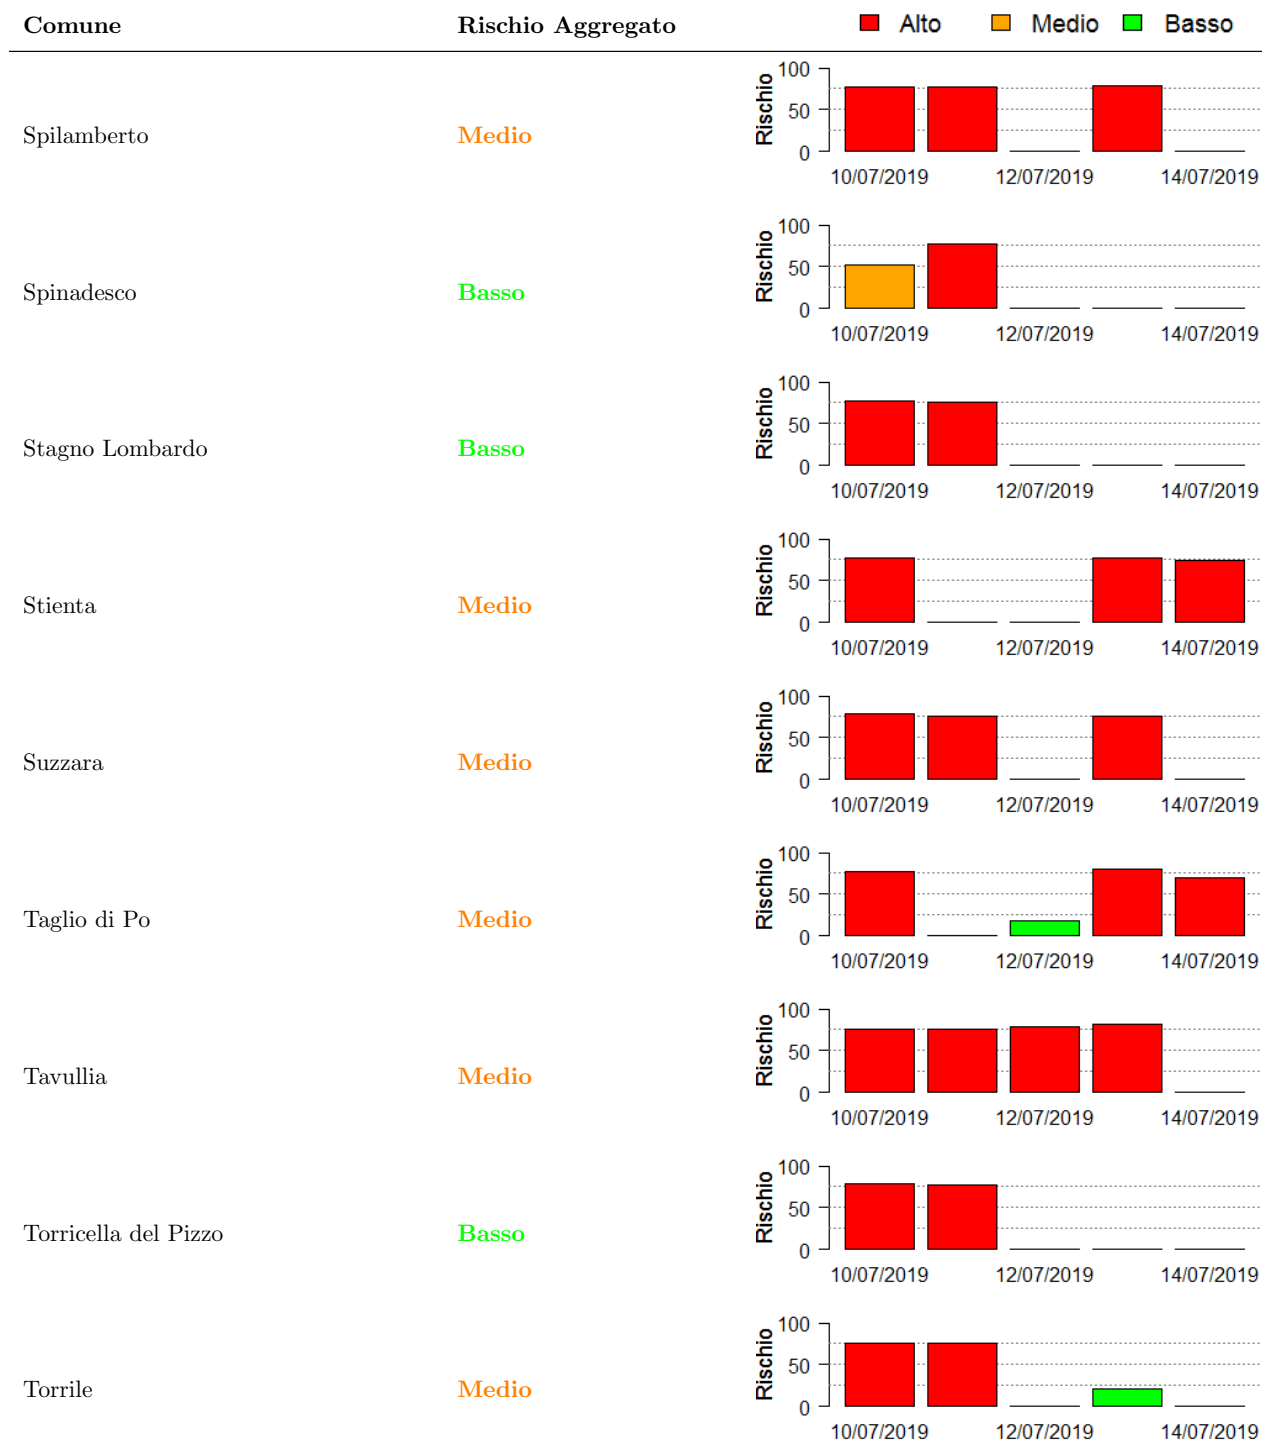 Comune Rischio Aggregato Alto Medio Basso
Spilamberto Medio
Rischio
100
50
0
10/07/2019 12/07/2019 14/07/2019
Spinadesco Basso
Rischio
100
50
0
10/07/2019 12/07/2019 14/07/2019
Stagno Lombardo Basso
Rischio
100
50
0
10/07/2019 12/07/2019 14/07/2019
Stienta Medio
Rischio
100
50
0
10/07/2019 12/07/2019 14/07/2019
Suzzara Medio
Rischio
100
50
0
10/07/2019 12/07/2019 14/07/2019
Taglio di Po Medio
Rischio
100
50
0
10/07/2019 12/07/2019 14/07/2019
Tavullia Medio
Rischio
100
50
0
10/07/2019 12/07/2019 14/07/2019
Torricella del Pizzo Basso
Rischio
100
50
0
10/07/2019 12/07/2019 14/07/2019
Torrile Medio
Rischio
100
50
0
10/07/2019 12/07/2019 14/07/2019